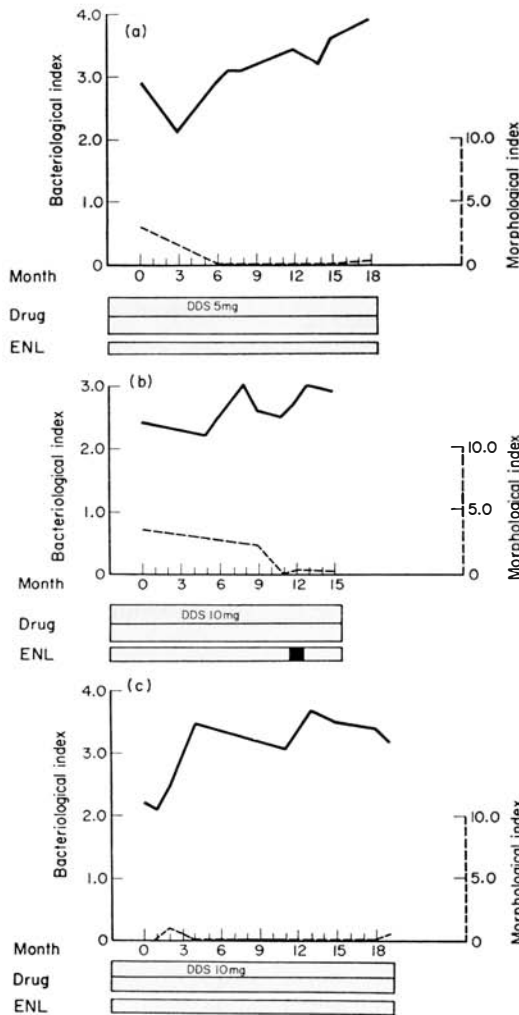 (a)
Bacteriological index
4.0
3.0
2.0
1.0
0
Morphological index
10.0
5.0
0
Month 0 3 6 9 12 15 18
Drug DDS 5mg
ENL
(b)
Bacteriological index
3.0
2.0
1.0
0
Morphological index
10.0
5.0
0
Month 0 3 6 9 12 15
Drug DDS 10mg
ENL
(c)
Bacteriological index
4.0
3.0
2.0
1.0
0
Morphological index
10.0
5.0
0
Month 0 3 6 9 12 15 18
Drug DDS 10mg
ENL